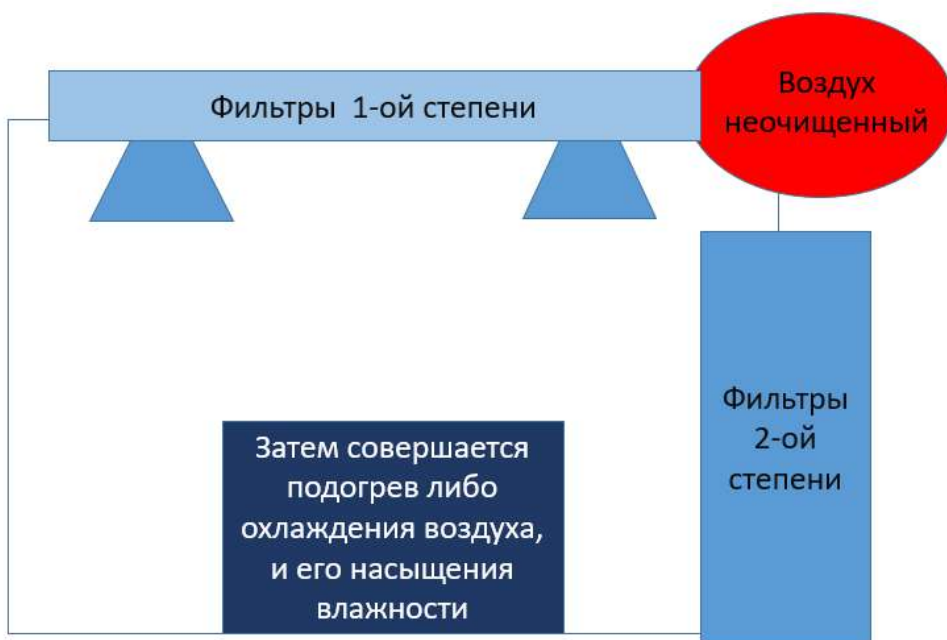 Фильтры 1-ой степени
Воздух
неочищенный
Фильтры
2-ой
степени
Затем совершается
подогрев либо
охлаждения воздуха,
и его насыщения
влажности